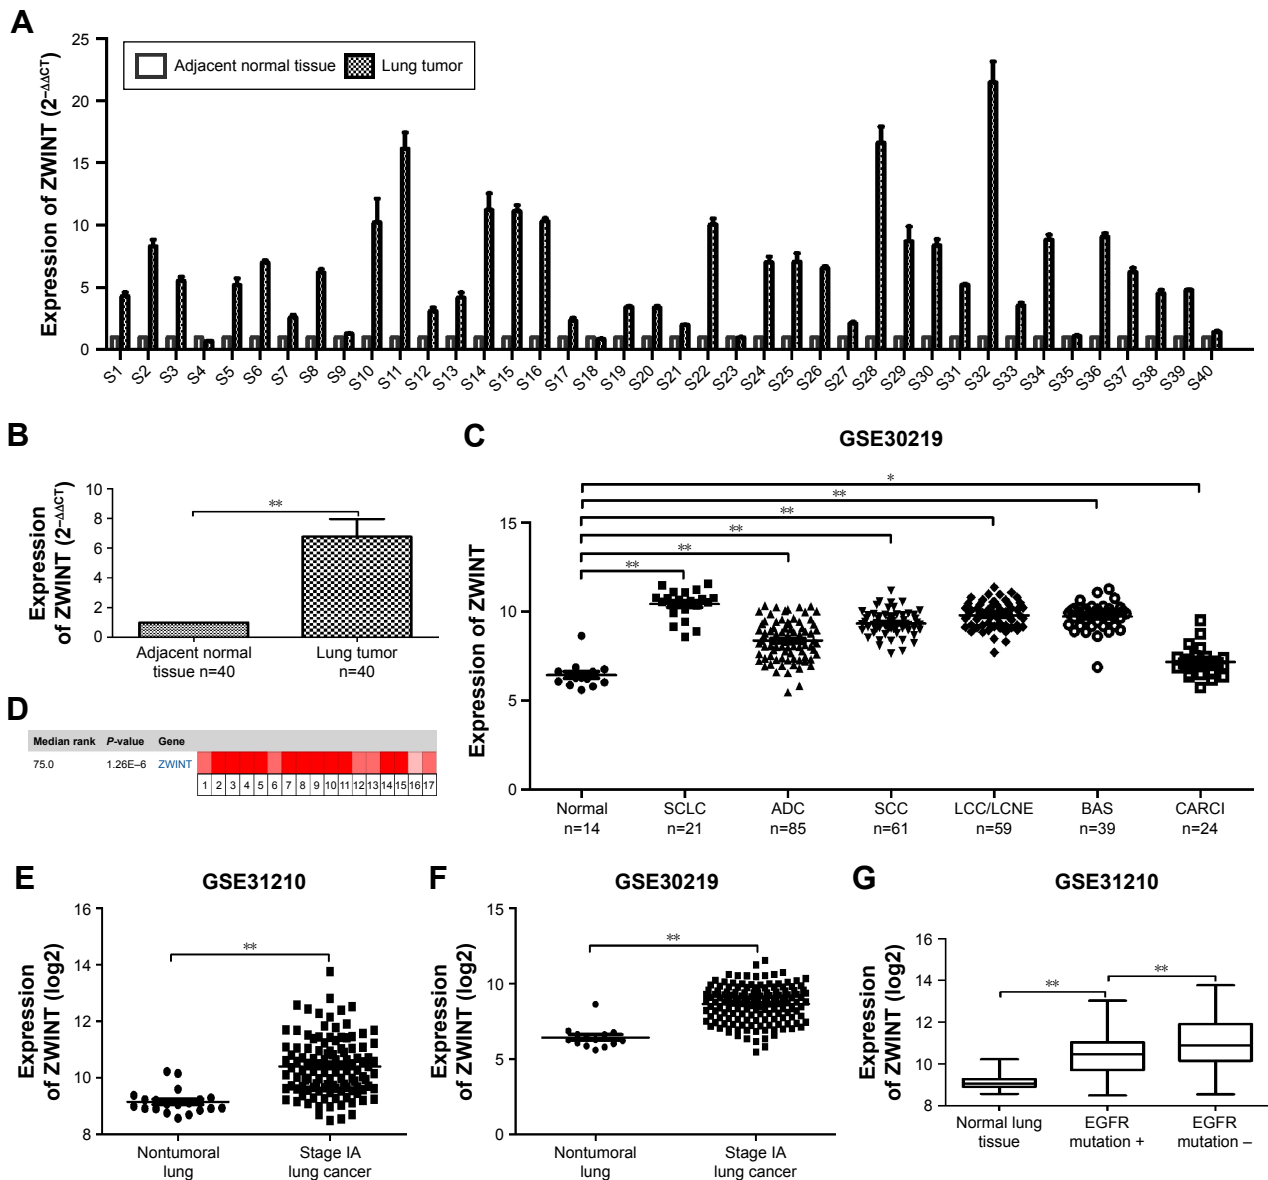 A
Expression of ZWINT (2−ΔΔCT)
25
20
15
10
5
0
Adjacent normal tissue
Lung tumor
S1 S2 S3 S4 S5 S6 S7 S8 S9 S10 S11 S12 S13 S14 S15 S16 S17 S18 S19 S20 S21 S22 S23 S24 S25 S26 S27 S28 S29 S30 S31 S32 S33 S34 S35 S36 S37 S38 S39 S40
B
Expression
of ZWINT (2−ΔΔCT)
10
8
6
4
2
0
**
Adjacent normal
tissue n=40
Lung tumor
n=40
C
GSE30219
Expression of ZWINT
15
10
5
0
*
**
**
**
**
**
Normal
n=14
SCLC
n=21
ADC
n=85
SCC
n=61
LCC/LCNE
n=59
BAS
n=39
CARCI
n=24
D
Median rank P-value Gene
75.0 1.26E–6 ZWINT
1 2 3 4 5 6 7 8 9 10 11 12 13 14 15 16 17
E
GSE31210
Expression
of ZWINT (log2)
16
14
12
10
8
**
Nontumoral
lung
Stage IA
lung cancer
F
GSE30219
Expression
of ZWINT (log2)
15
10
5
0
**
Nontumoral
lung
Stage IA
lung cancer
G
GSE31210
Expression
of ZWINT (log2)
16
14
12
10
8
**
**
Normal lung
tissue
EGFR
mutation +
EGFR
mutation –